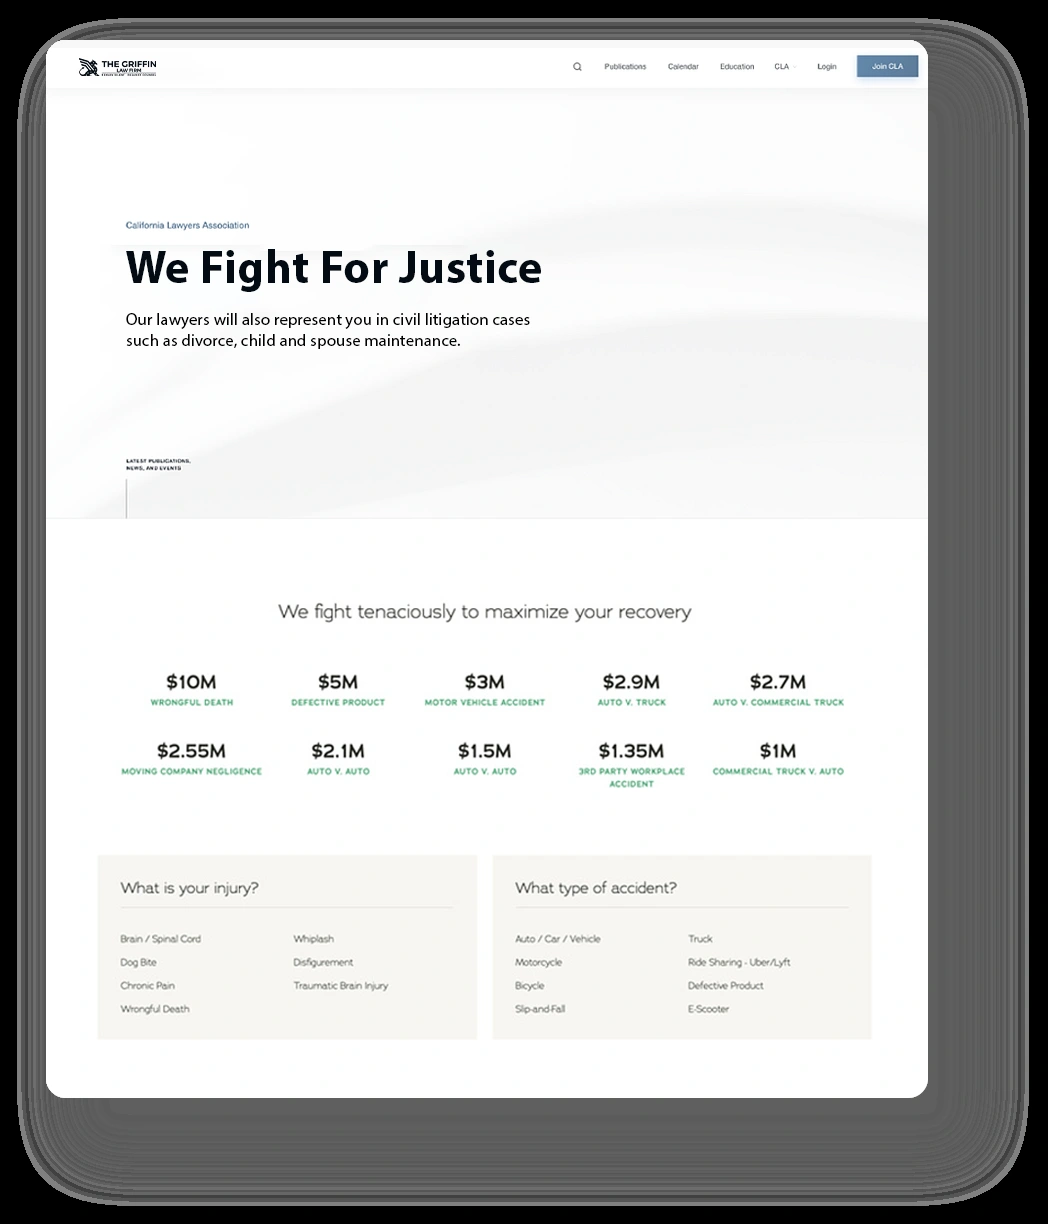 THE GRIFFIN
LAW FIRM
Publications Calendar Education CLA Login Join CLA
California Lawyers Association
We Fight For Justice
Our lawyers will also represent you in civil litigation cases
such as divorce, child and spouse maintenance.
LATEST PUBLICATIONS,
NEWS, AND EVENTS
We fight tenaciously to maximize your recovery
$10M $5M $3M $2.9M $2.7M
WRONGFUL DEATH DEFECTIVE PRODUCT MOTOR VEHICLE ACCIDENT AUTO V. TRUCK AUTO V. COMMERCIAL TRUCK
$2.55M $2.1M $1.5M $1.35M $1M
MOVING COMPANY NEGLIGENCE AUTO V. AUTO AUTO V. AUTO 3RD PARTY WORKPLACE COMMERCIAL TRUCK V. AUTO
ACCIDENT
What is your injury?
Brain / Spinal Cord Whiplash
Dog Bite Disfigurement
Chronic Pain Traumatic Brain Injury
Wrongful Death
What type of accident?
Auto / Car / Vehicle Truck
Motorcycle Ride Sharing - Uber/Lyft
Bicycle Defective Product
Slip-and-Fall E-Scooter